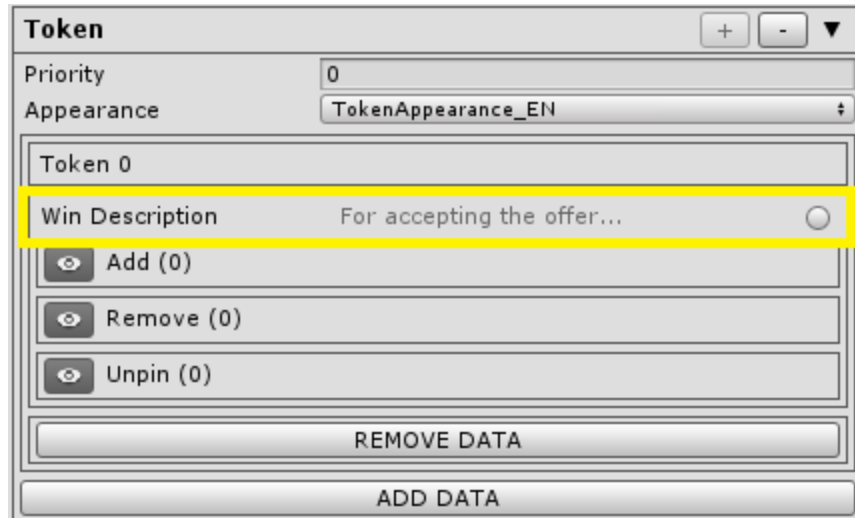 Token + - ▼
Priority 0
Appearance TokenAppearance_EN
Token 0
Win Description For accepting the offer...
Add (0)
Remove (0)
Unpin (0)
REMOVE DATA
ADD DATA